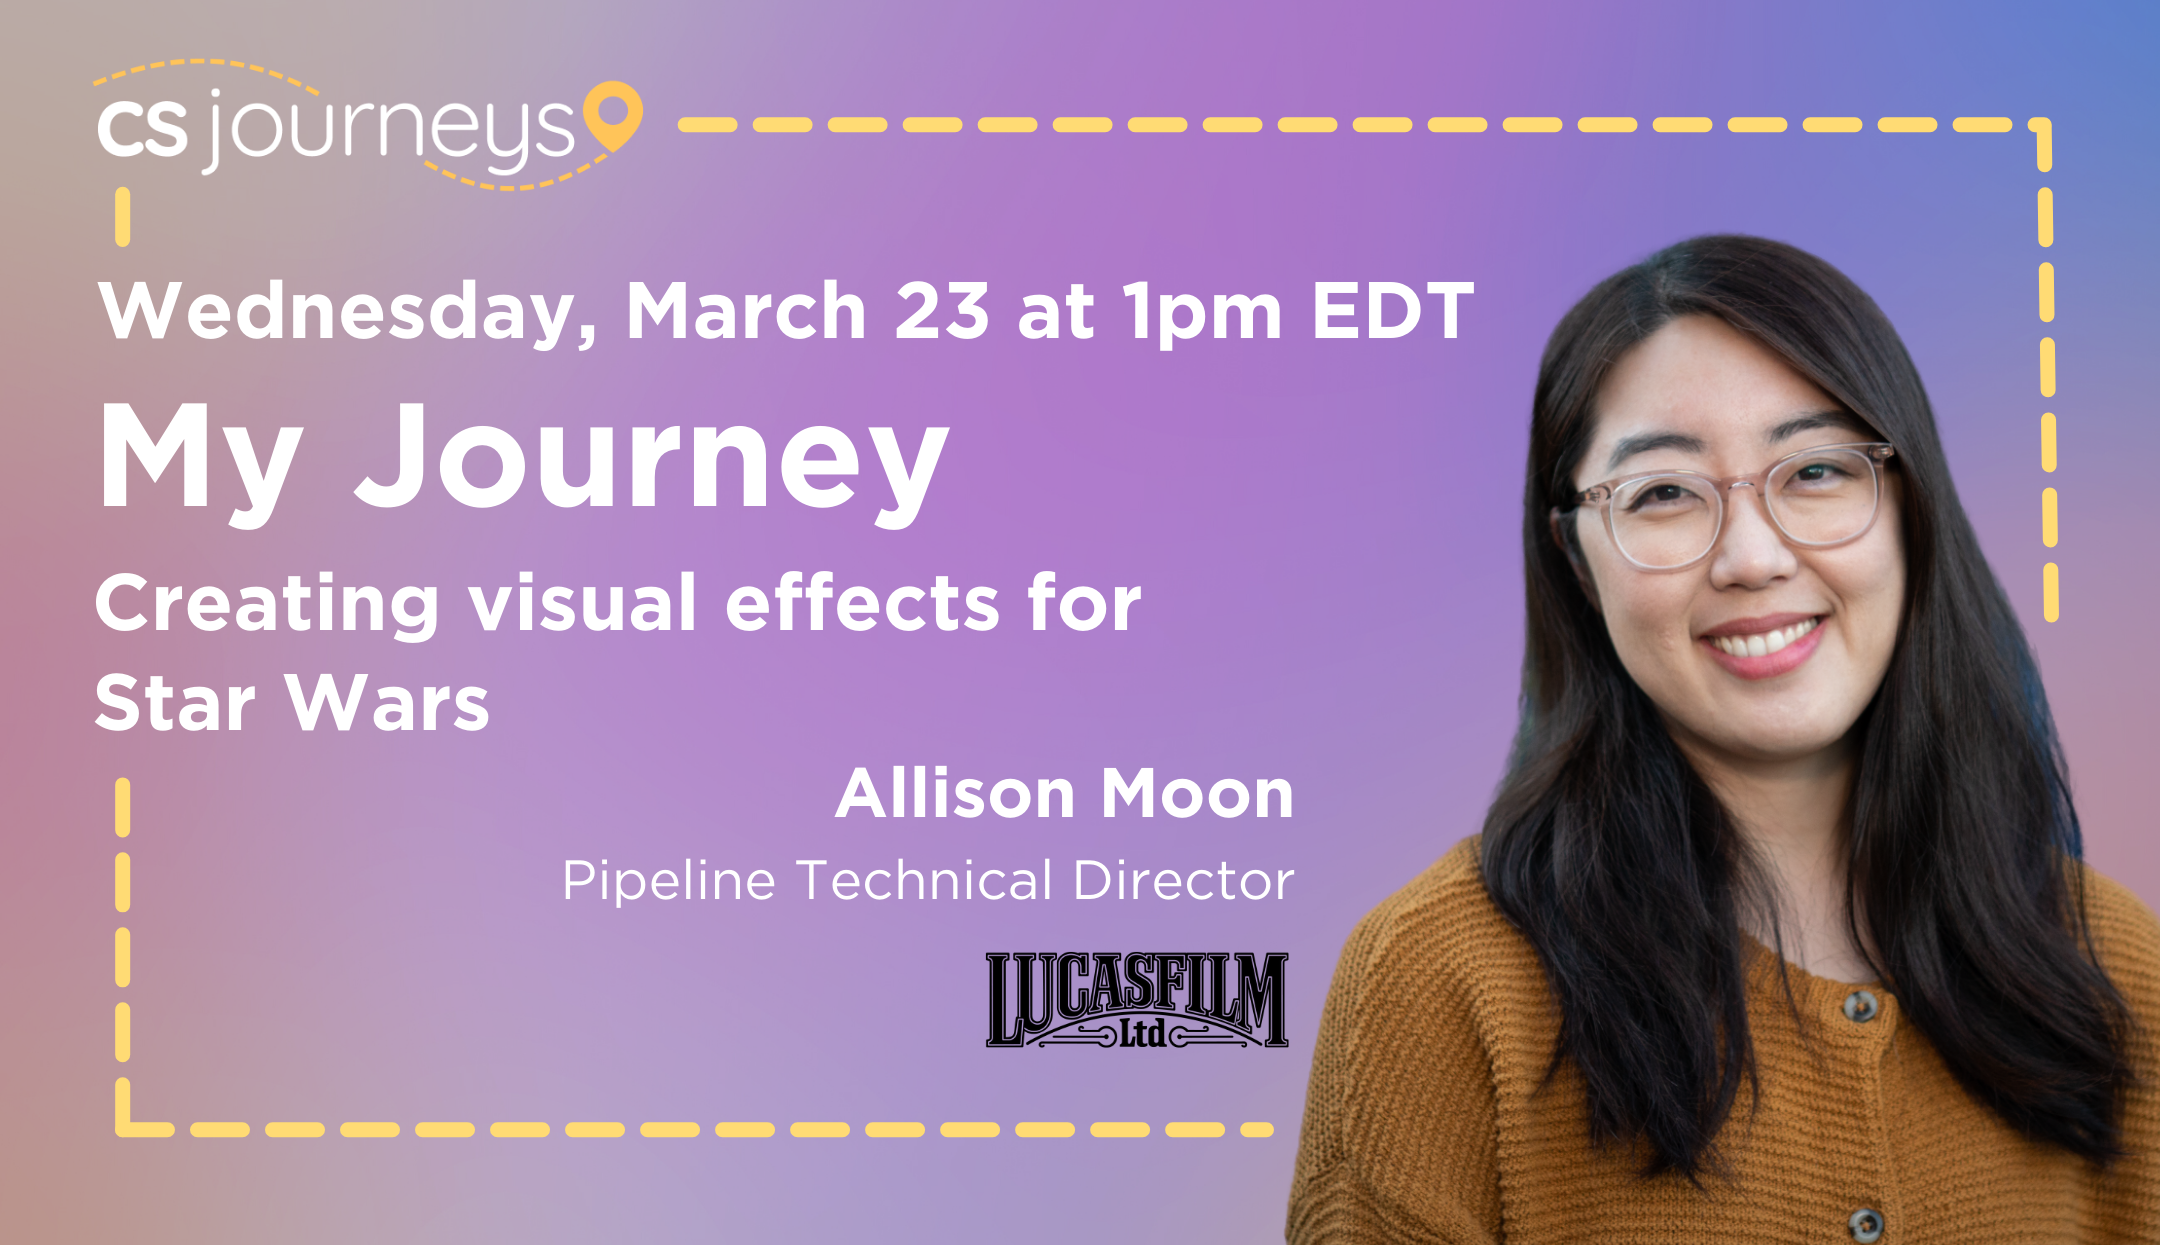 cs journeys
Wednesday, March 23 at 1pm EDT
My Journey
Creating visual effects for
Star Wars
Allison Moon
Pipeline Technical Director
LUCASFILM
Ltd